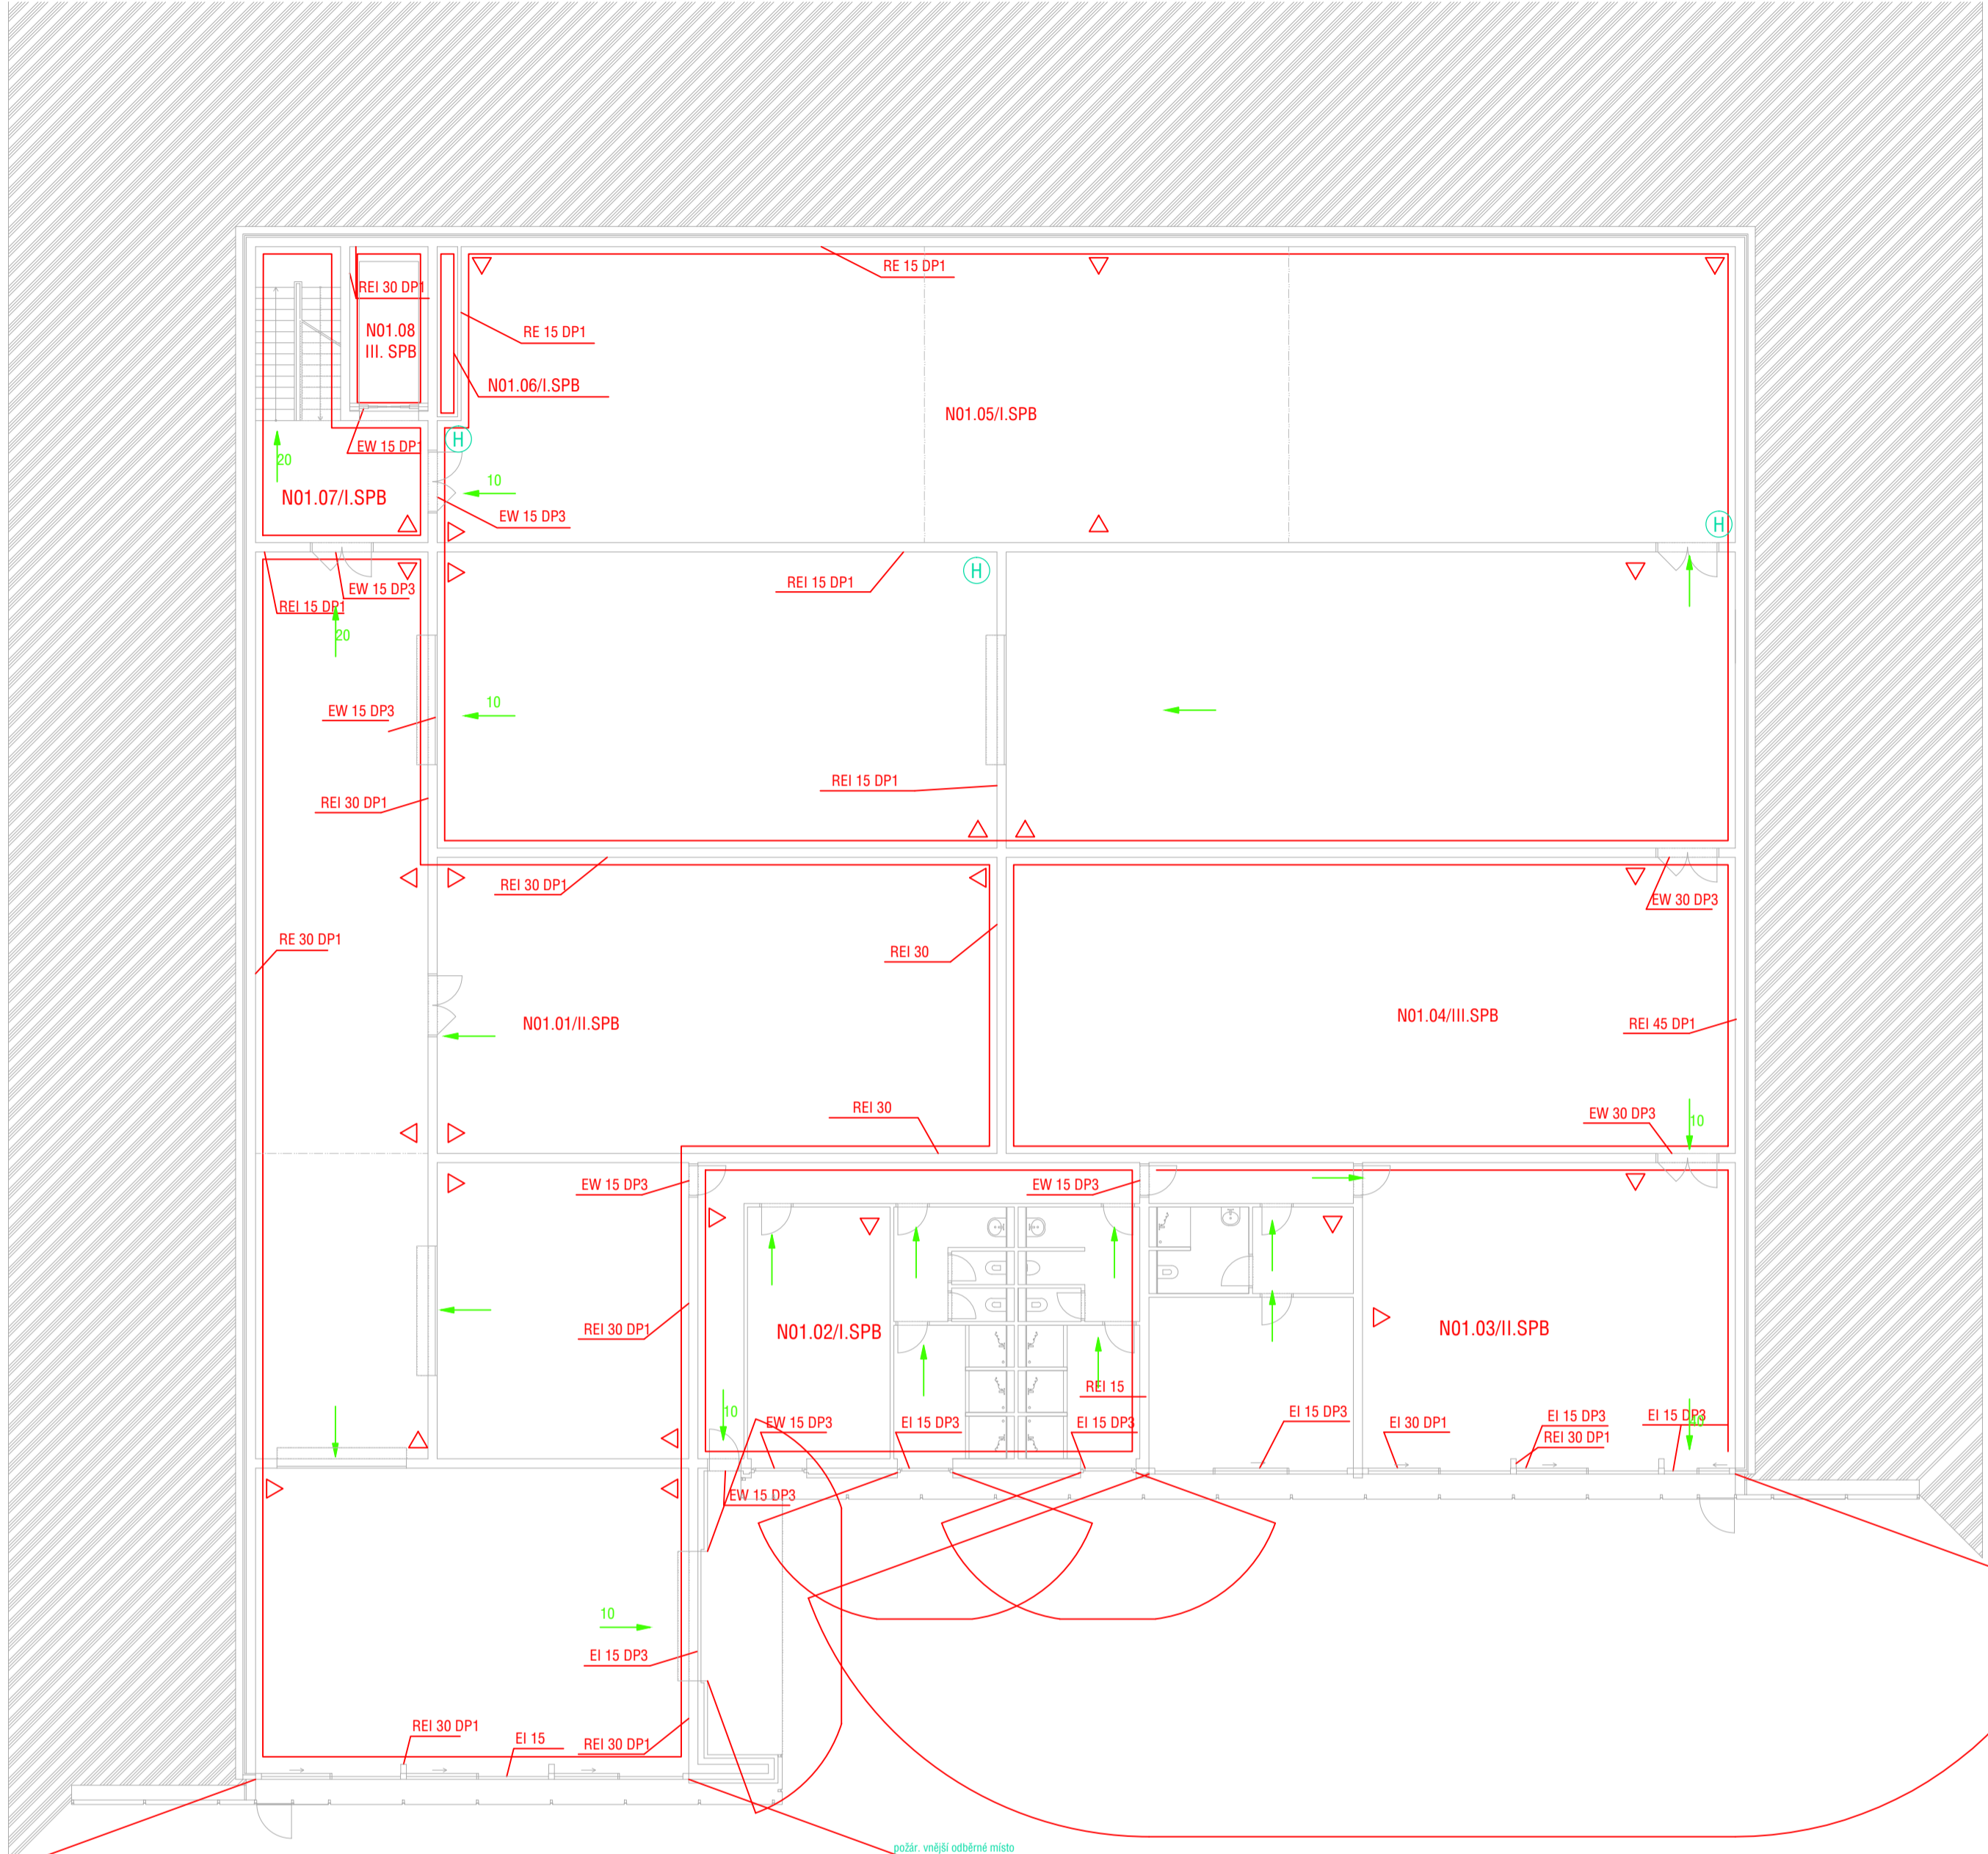 RE 15 DP1
REI 30 DP1
N01.08
III. SPB
RE 15 DP1
N01.06/I.SPB
N01.05/I.SPB
EW 15 DP1
H
20
10
N01.07/I.SPB
EW 15 DP3
H
H
REI 15 DP1
EW 15 DP3
REI 15 DP1
20
EW 15 DP3
10
REI 15 DP1
REI 30 DP1
REI 30 DP1
EW 30 DP3
RE 30 DP1
REI 30
N01.01/II.SPB
N01.04/III.SPB
REI 45 DP1
REI 30
EW 30 DP3
10
EW 15 DP3
EW 15 DP3
REI 30 DP1
N01.02/I.SPB
N01.03/II.SPB
REI 15
10
EW 15 DP3
EI 15 DP3
EI 15 DP3
EI 15 DP3
EI 30 DP1
EI 15 DP3
REI 30 DP1
EI 15 DP3
EW 15 DP3
10
EI 15 DP3
REI 30 DP1
EI 15
REI 30 DP1
požár. vnější odběrné místo